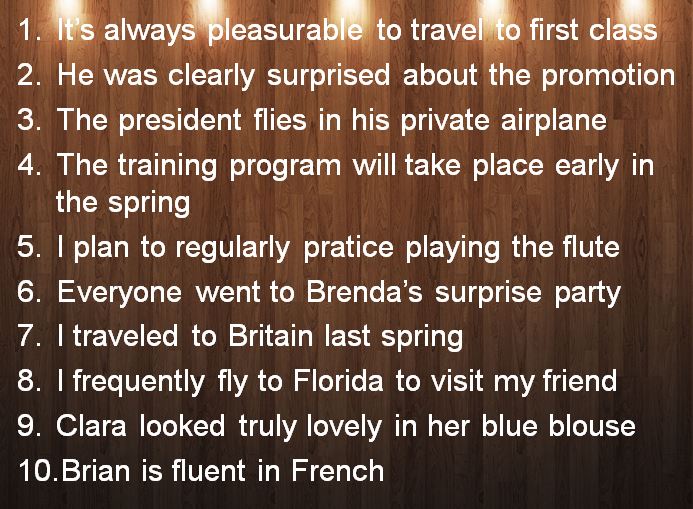 1. It's always pleasurable to travel to first class
2. He was clearly surprised about the promotion
3. The president flies in his private airplane
4. The training program will take place early in
the spring
5. I plan to regularly pratice playing the flute
6. Everyone went to Brenda's surprise party
7. I traveled to Britain last spring
8. I frequently fly to Florida to visit my friend
9. Clara looked truly lovely in her blue blouse
10.Brian is fluent in French